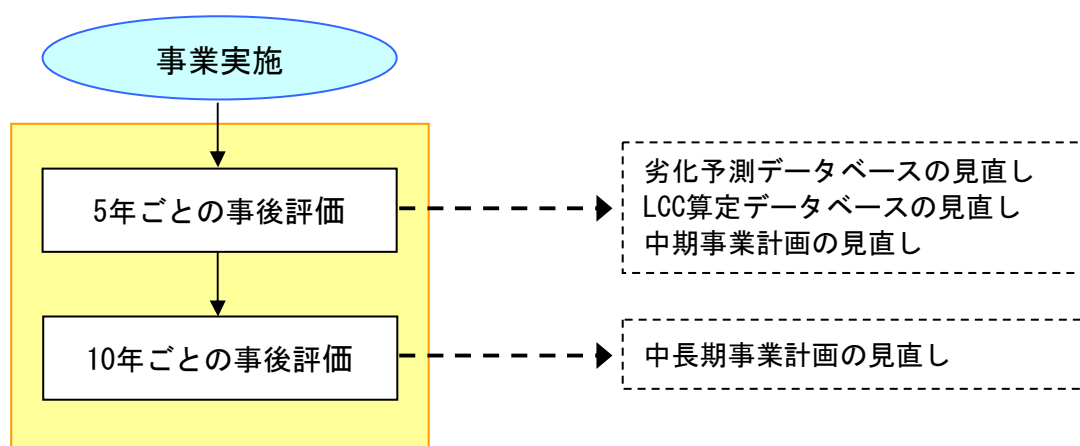 事業実施
5年ごとの事後評価
劣化予測データベースの見直し
LCC算定データベースの見直し
中期事業計画の見直し
10年ごとの事後評価
中長期事業計画の見直し